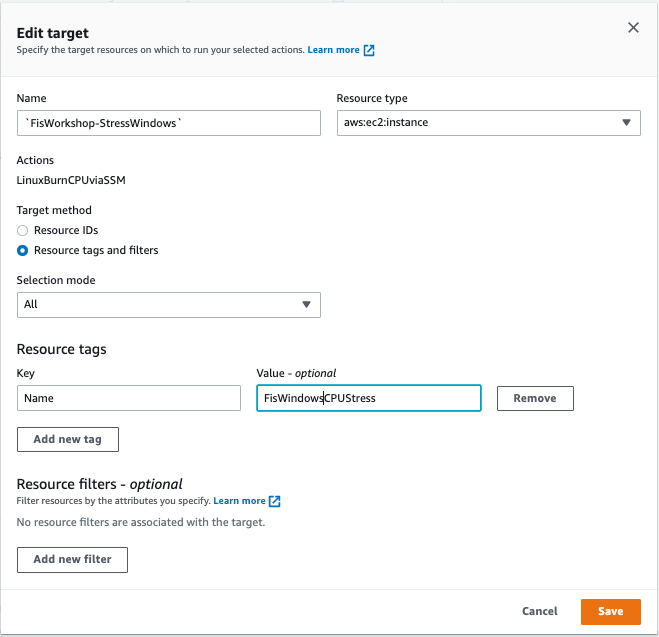 Edit target
Specify the target resources on which to run your selected actions. Learn more
Name
Resource type
`FisWorkshop-StressWindows`
aws:ec2:instance
Actions
LinuxBurnCPUviaSSM
Target method
Resource IDs
Resource tags and filters
Selection mode
All
Resource tags
Key
Value - optional
Name
FisWindowsCPUStress
Remove
Add new tag
Resource filters - optional
Filter resources by the attributes you specify. Learn more
No resource filters are associated with the target.
Add new filter
Cancel
Save